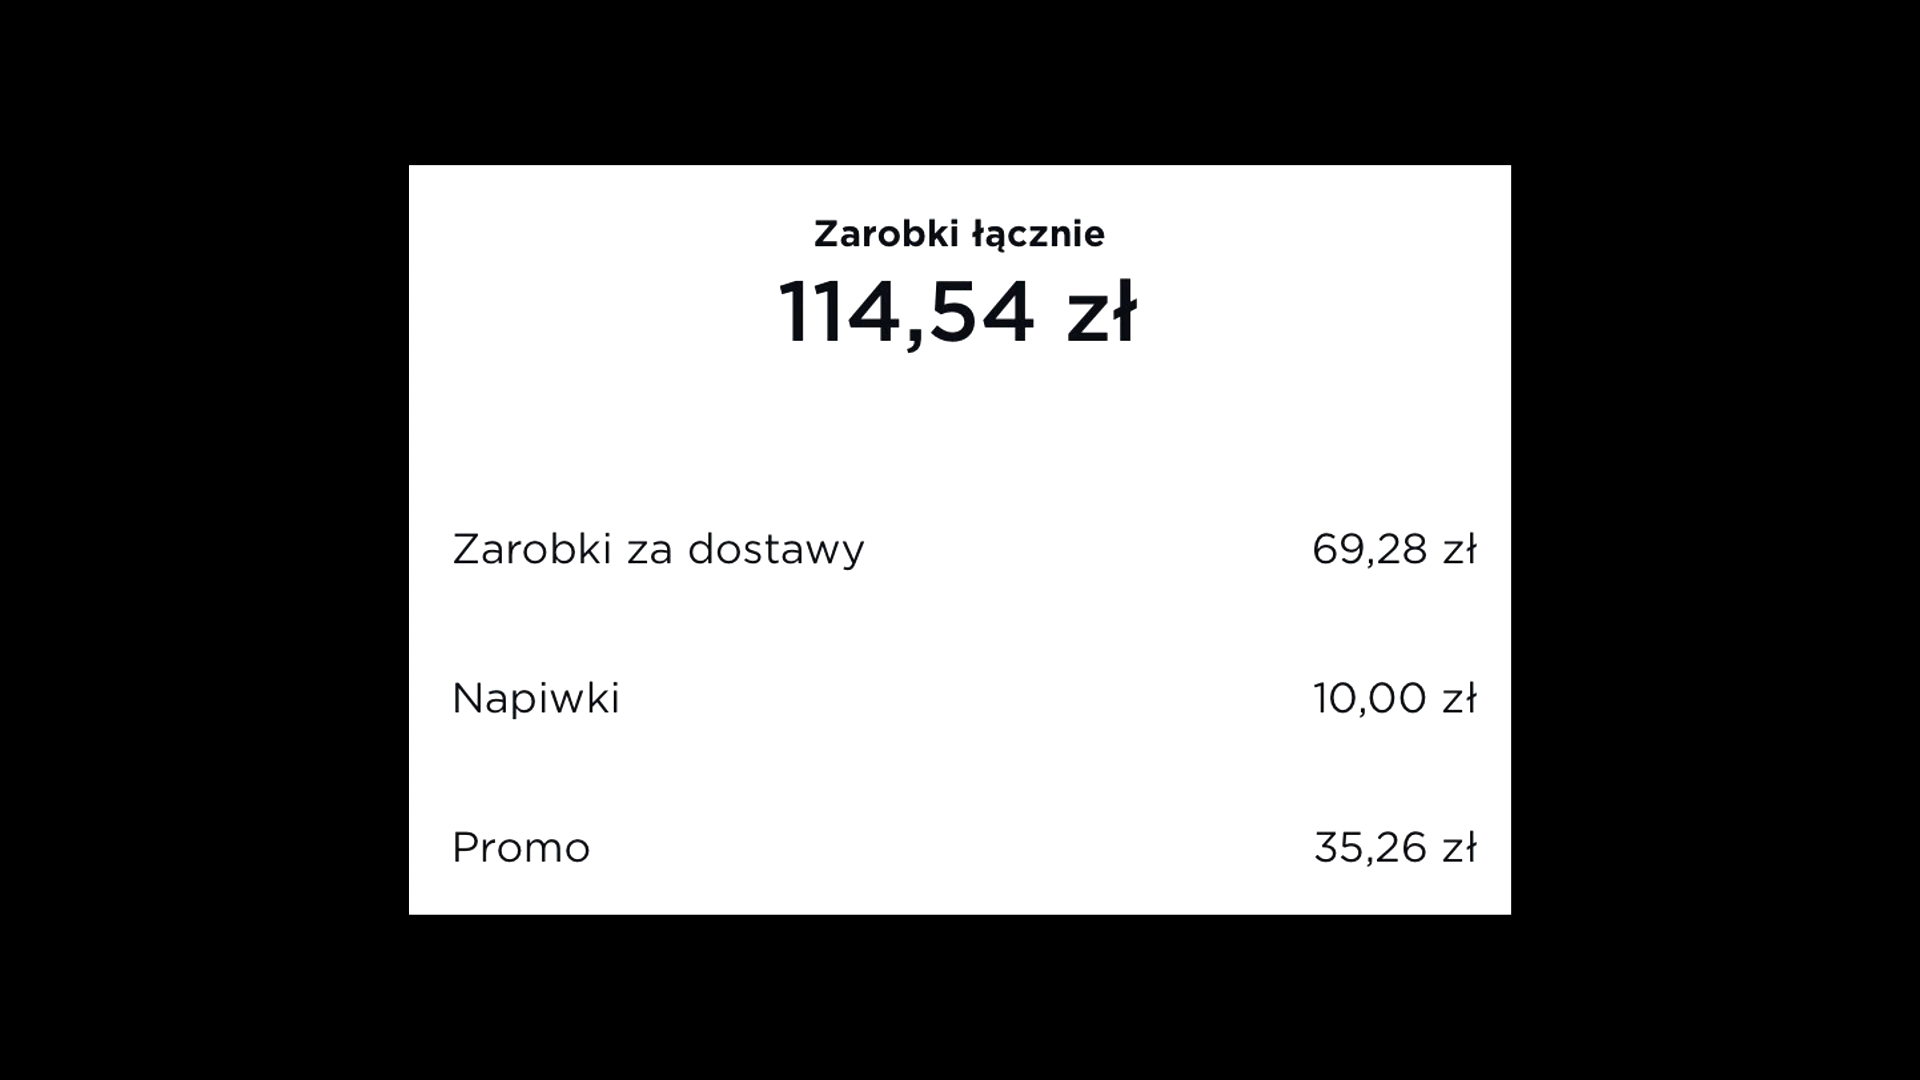 Zarobki łącznie
114,54 zł
Zarobki za dostawy 69,28 zł
Napiwki 10,00 zł
Promo 35,26 zł